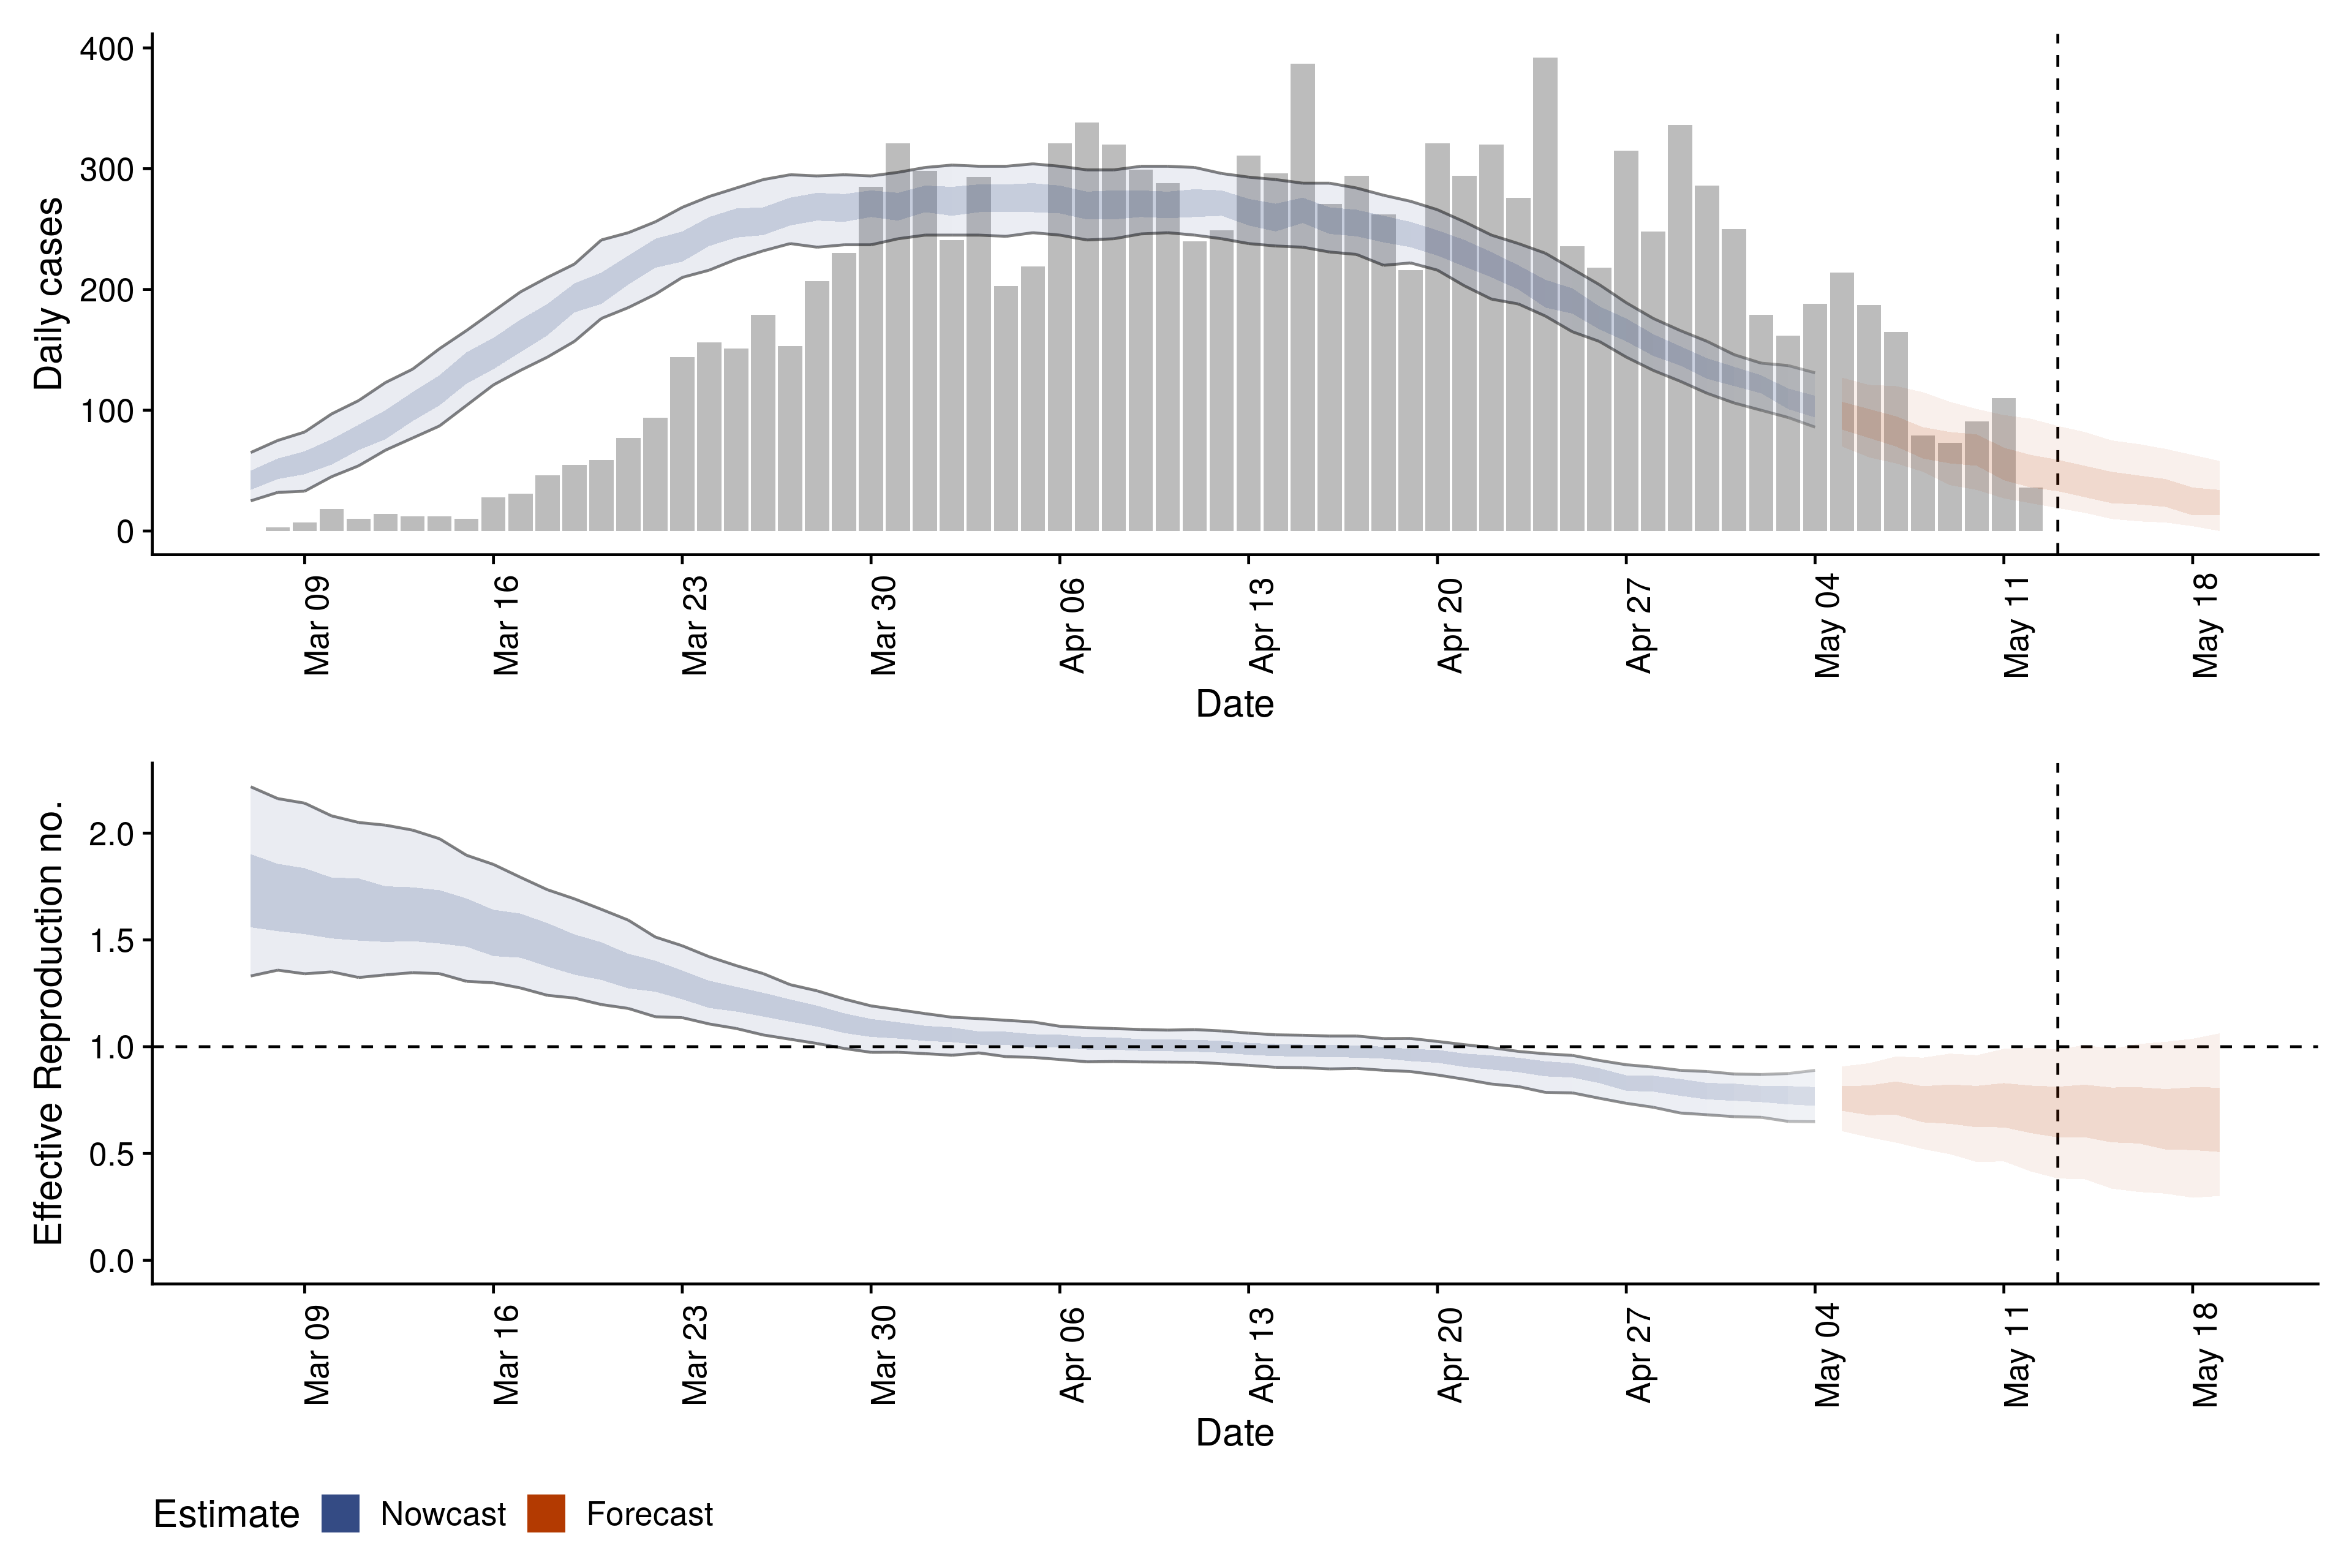 Daily cases
400
300
200
100
0
Mar 09
Mar 16
Mar 23
Mar 30
Apr 06
Apr 13
Apr 20
Apr 27
May 04
May 11
May 18
Date
Effective Reproduction no.
2.0
1.5
1.0
0.5
0.0
Mar 09
Mar 16
Mar 23
Mar 30
Apr 06
Apr 13
Apr 20
Apr 27
May 04
May 11
May 18
Date
Estimate Nowcast Forecast